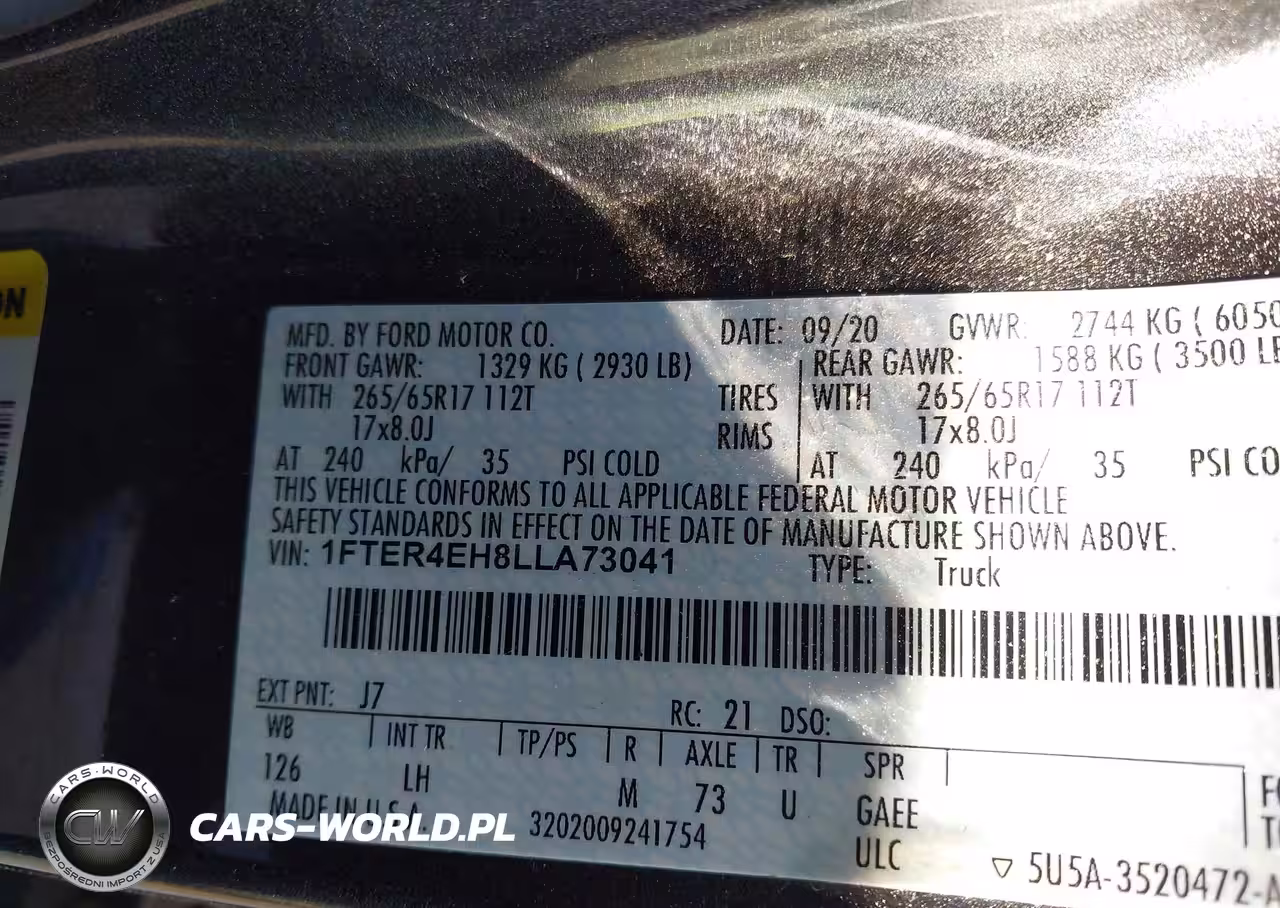 ON
MFD. BY FORD MOTOR CO. DATE: 09/20 GVWR: 2744 KG ( 6050
FRONT GAWR: 1329 KG ( 2930 LB) REAR GAWR: 1588 KG ( 3500 LB
WITH 265/65R17 112T TIRES WITH 265/65R17 112T
17x8.0J RIMS 17x8.0J
AT 240 kPa/ 35 PSI COLD AT 240 kPa/ 35 PSI CO
THIS VEHICLE CONFORMS TO ALL APPLICABLE FEDERAL MOTOR VEHICLE
SAFETY STANDARDS IN EFFECT ON THE DATE OF MANUFACTURE SHOWN ABOVE.
VIN: 1FTER4EH8LLA73041 TYPE: Truck
EXT PNT: J7 RC: 21 DSO:
WB INT TR TP/PS R AXLE TR SPR
126 LH M 73 U GAEE
MADE IN U.S.A. 3202009241754 ULC
▽ 5U5A-3520472-A
CARS-WORLD
CW
BEZPOŚREDNI IMPORT Z USA
CARS-WORLD.PL